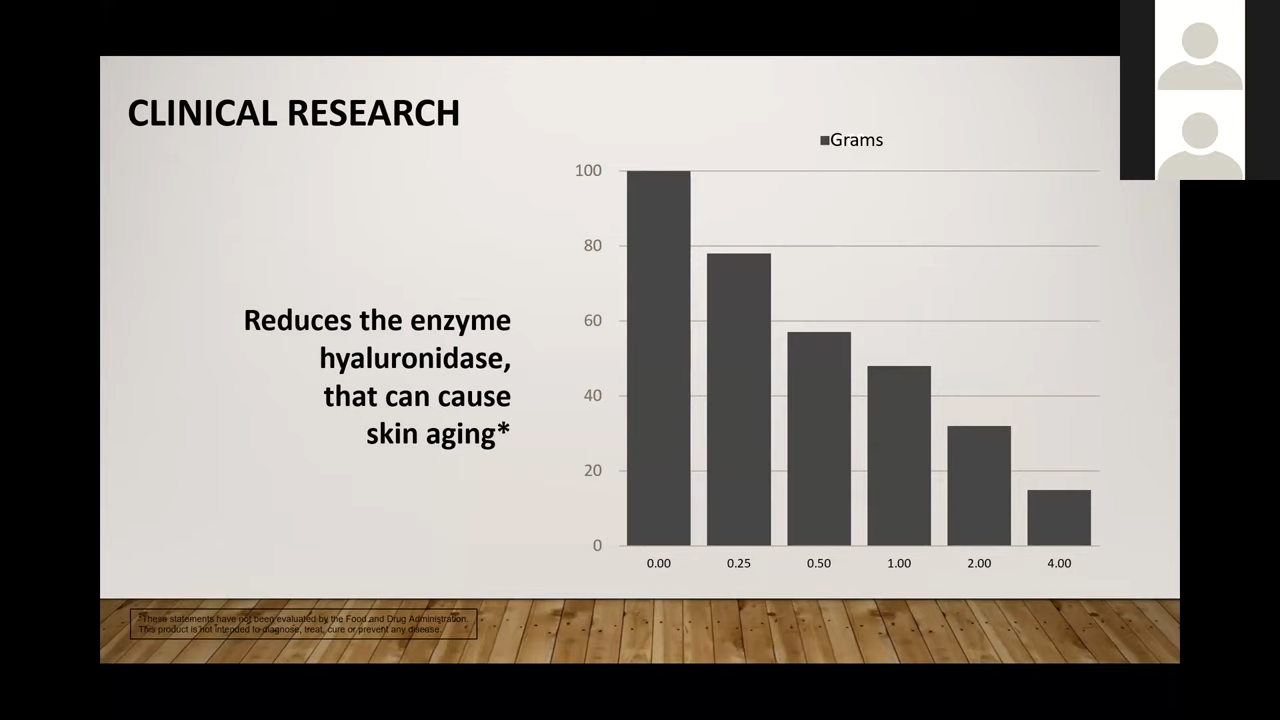 CLINICAL RESEARCH
Grams
100
80
60
40
20
0
0.00 0.25 0.50 1.00 2.00 4.00
Reduces the enzyme
hyaluronidase,
that can cause
skin aging*
*These statements have not been evaluated by the Food and Drug Administration.
This product is not intended to diagnose, treat, cure or prevent any disease.